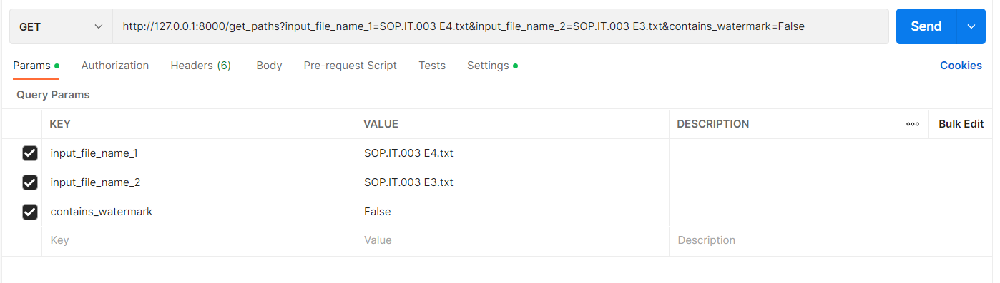 GET http://127.0.0.1:8000/get_paths?input_file_name_1=SOP.IT.003 E4.txt&input_file_name_2=SOP.IT.003 E3.txt&contains_watermark=False Send
Params Authorization Headers (6) Body Pre-request Script Tests Settings Cookies
Query Params
KEY VALUE DESCRIPTION ooo Bulk Edit
input_file_name_1 SOP.IT.003 E4.txt
input_file_name_2 SOP.IT.003 E3.txt
contains_watermark False
Key Value Description